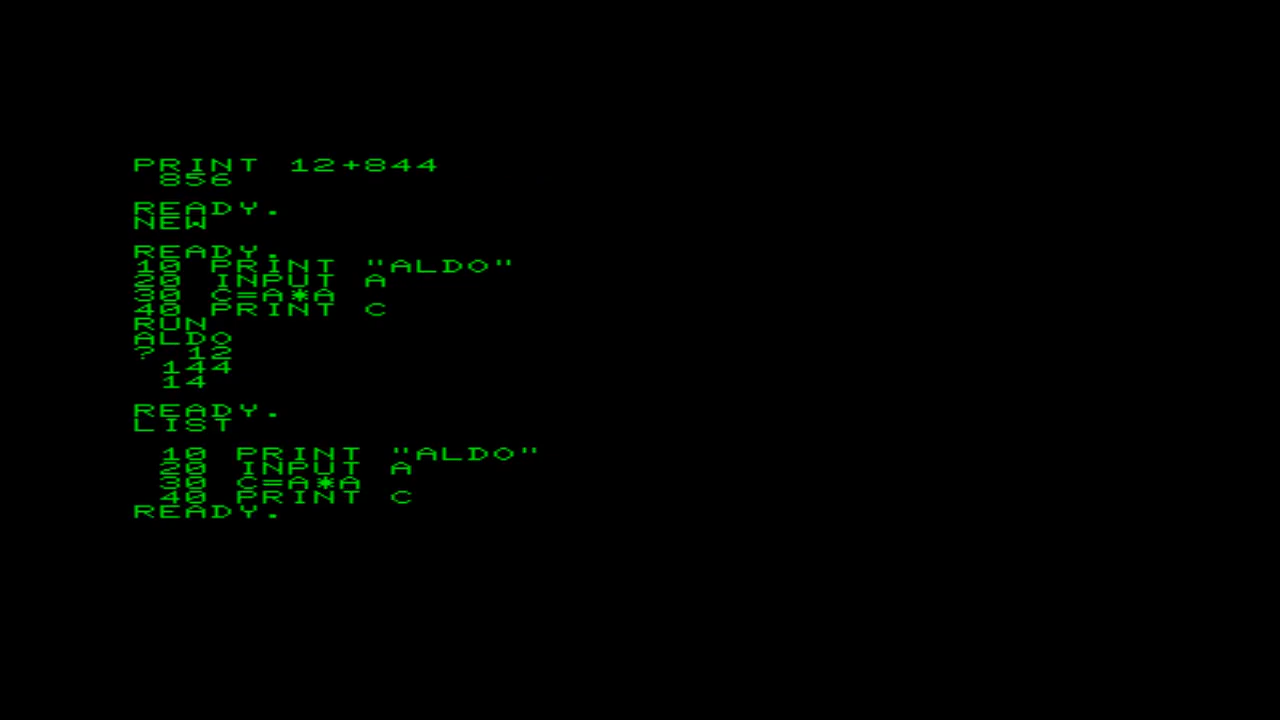 PRINT 12+844
856
READY.
NEW
READY.
10 PRINT "ALDO"
20 INPUT A
30 C=A*A
40 PRINT C
RUN
ALDO
? 12
144
14
READY.
LIST
10 PRINT "ALDO"
20 INPUT A
30 C=A*A
40 PRINT C
READY.